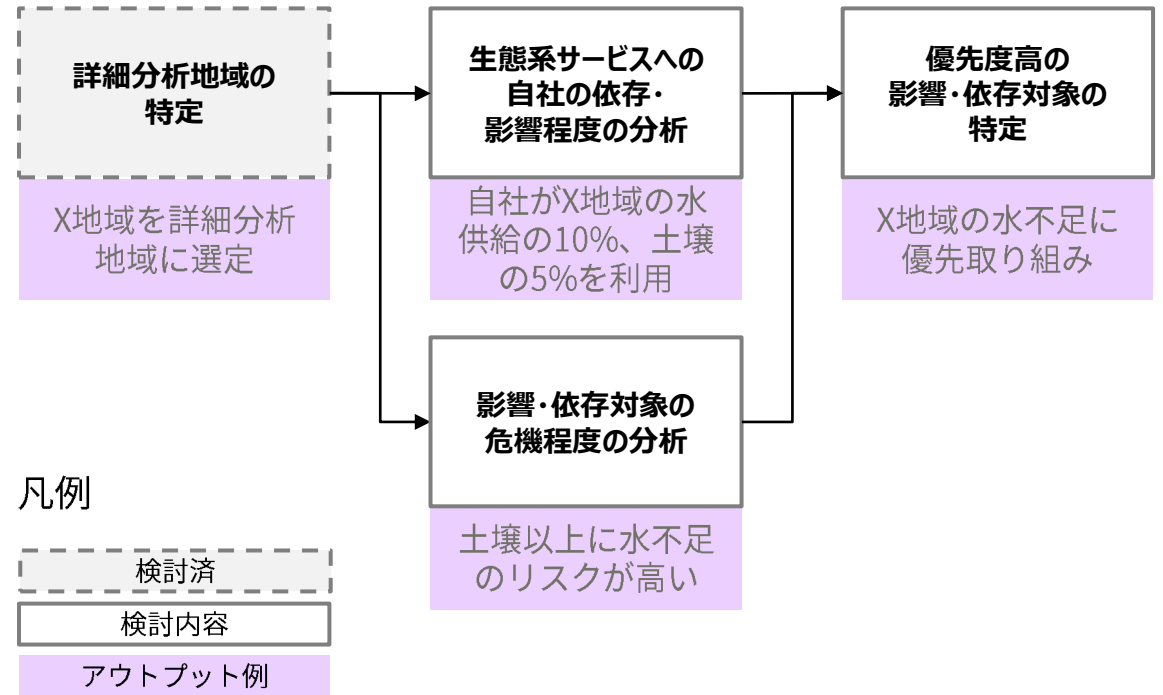 詳細分析地域の
特定
X地域を詳細分析
地域に選定
生態系サービスへの
自社の依存･
影響程度の分析
自社がX地域の水
供給の10%、土壌
の5%を利用
優先度高の
影響･依存対象の
特定
X地域の水不足に
優先取り組み
影響･依存対象の
危機程度の分析
土壌以上に水不足
のリスクが高い
凡例
検討済
検討内容
アウトプット例